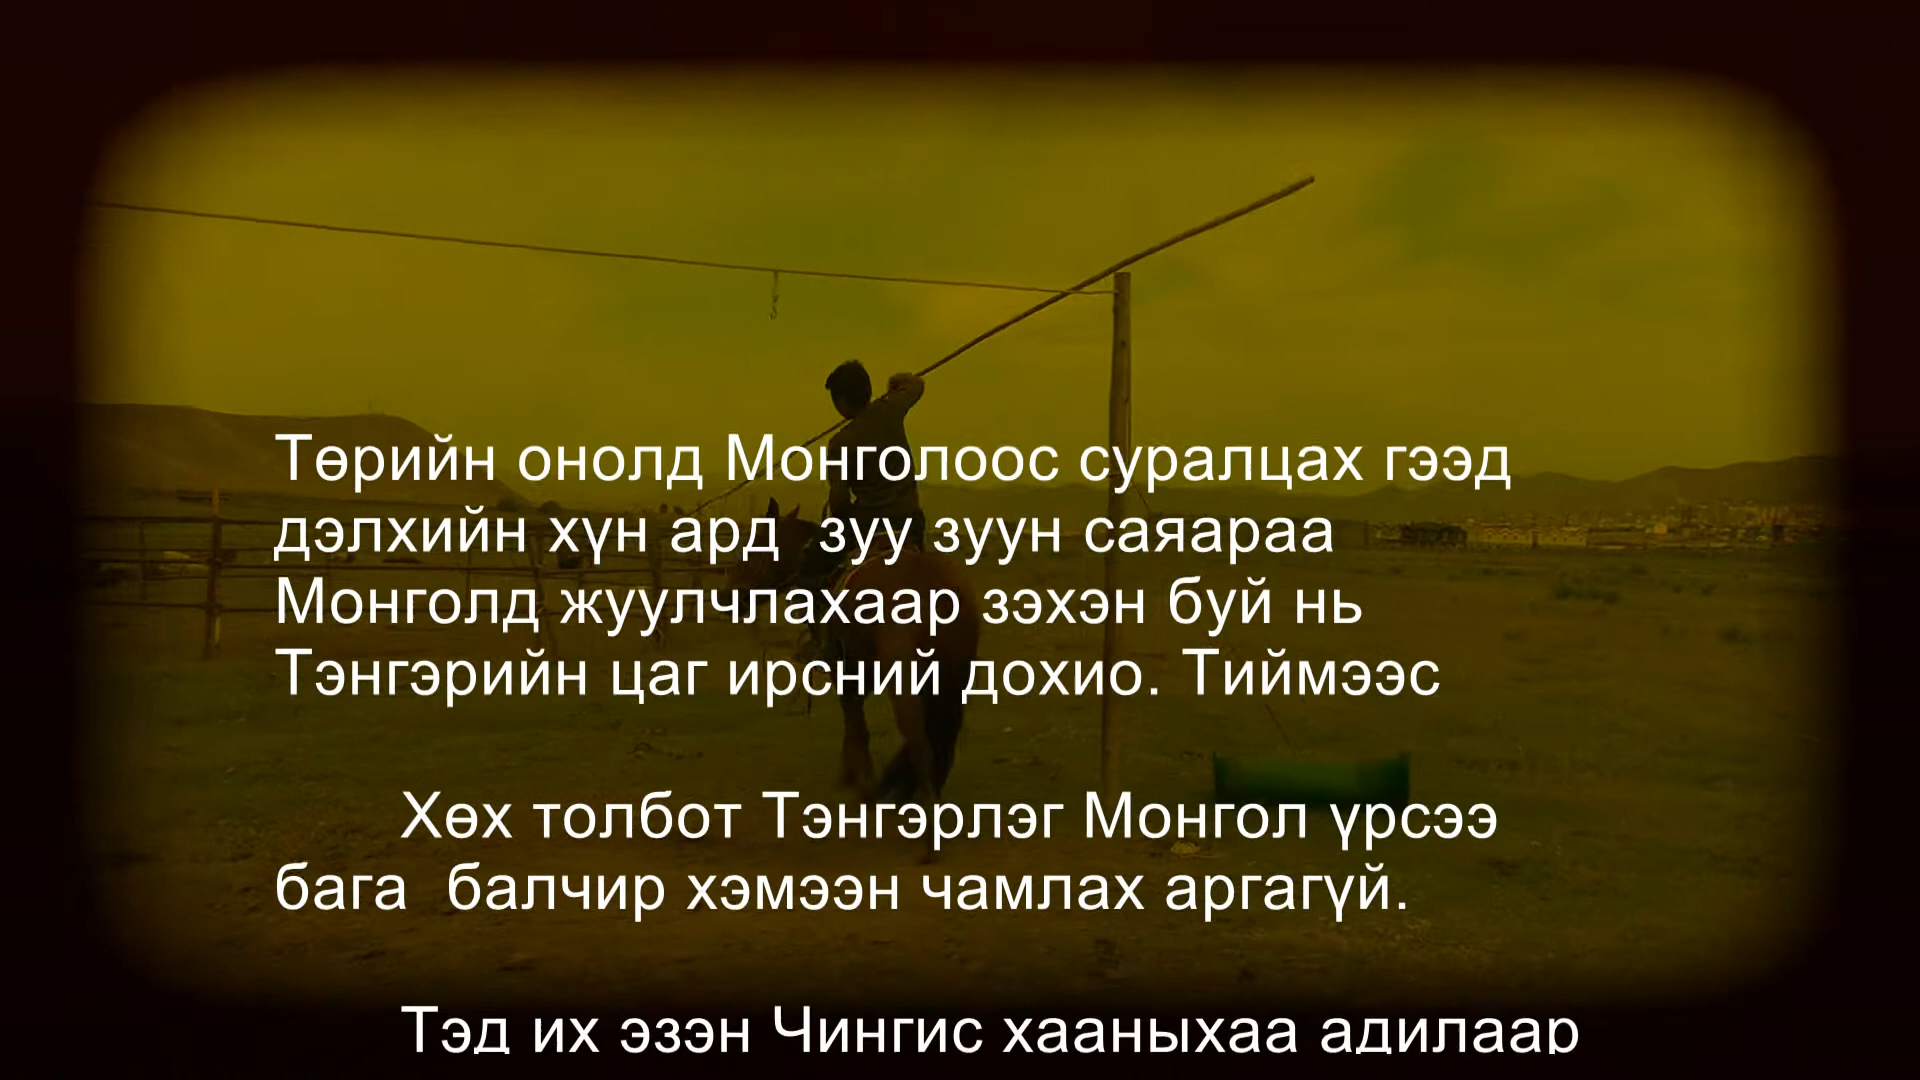 Төрийн онолд Монголоос суралцах гээд
дэлхийн хүн ард  зуу зуун саяараа
Монголд жуулчлахаар зэхэн буй нь
Тэнгэрийн цаг ирсний дохио. Тиймээс
Хөх толбот Тэнгэрлэг Монгол үрсээ
бага  балчир хэмээн чамлах аргагүй.
Тэд их эзэн Чингис хааныхаа адилаар